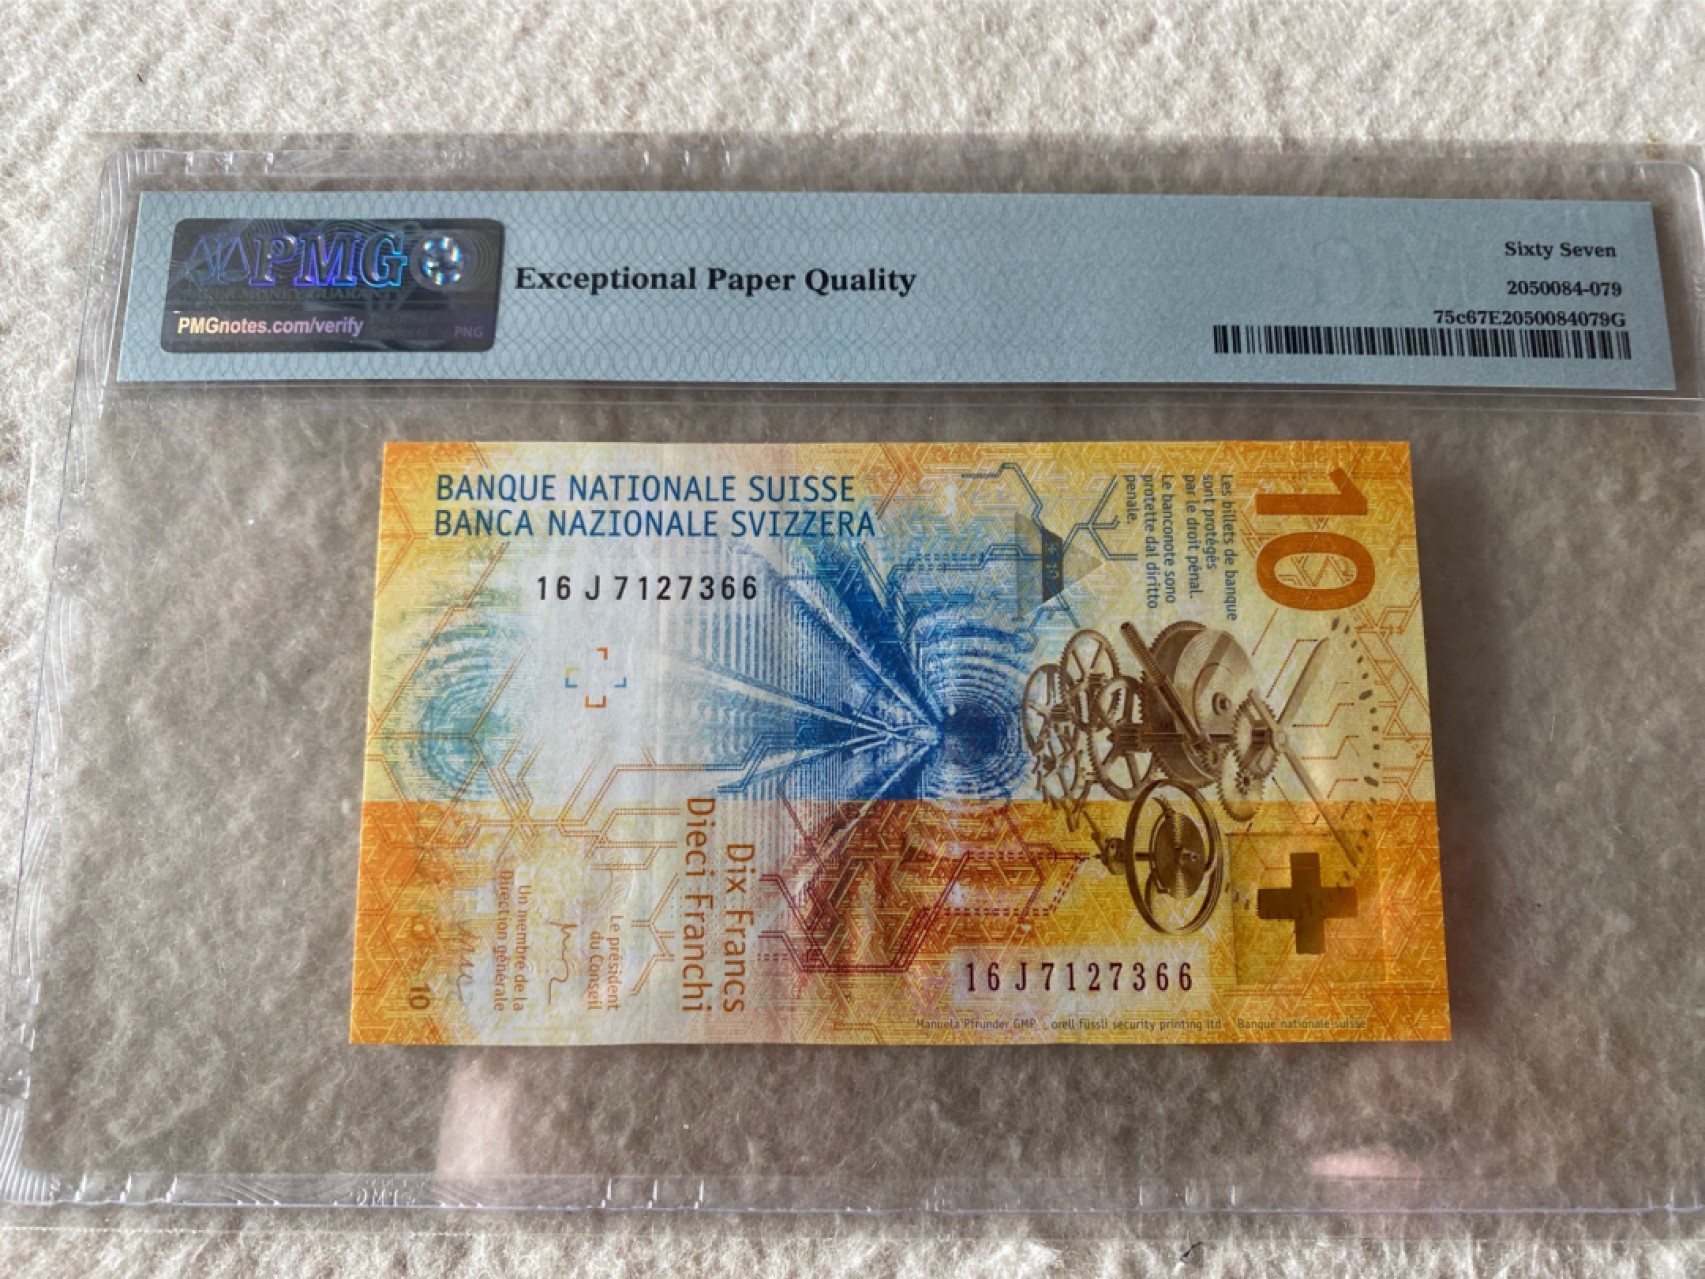 PMG
PMGnotes.com/verify
PNG
Exceptional Paper Quality
Sixty Seven
2050084-079
75c67E2050084079G
BANQUE NATIONALE SUISSE
BANCA NAZIONALE SVIZZERA
16 J 7127366
Les billets de banque
sont protégés
par le droit pénal.
Le banconote sono
protette dal diritto
penale.
10
Dix Francs
Dieci Franchi
Le président
du Conseil
Un membre de la
Direction générale
10
16 J 7127366
Manuela Pfrunder GMP orell füssli security printing ltd Banque nationale suisse